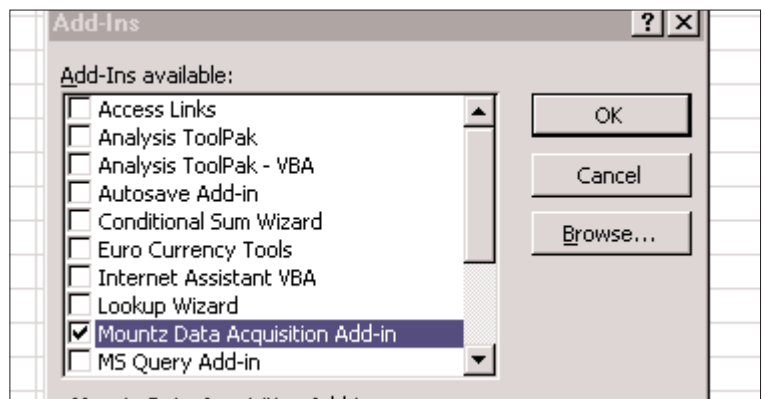 Add-Ins
Add-Ins available:
Access Links
Analysis ToolPak
Analysis ToolPak - VBA
Autosave Add-in
Conditional Sum Wizard
Euro Currency Tools
Internet Assistant VBA
Lookup Wizard
Mountz Data Acquisition Add-in
MS Query Add-in
OK
Cancel
Browse...